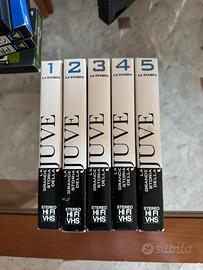 1
LA STAMPA
LA GRANDE
STORIA
DELLA
JUVE
STEREO
HI FI
VHS
2
LA STAMPA
LA GRANDE
STORIA
DELLA
JUVE
STEREO
HI FI
VHS
3
LA STAMPA
LA GRANDE
STORIA
DELLA
JUVE
STEREO
HI FI
VHS
4
LA STAMPA
LA GRANDE
STORIA
DELLA
JUVE
STEREO
HI FI
VHS
5
LA STAMPA
LA GRANDE
STORIA
DELLA
JUVE
STEREO
HI FI
VHS
subito